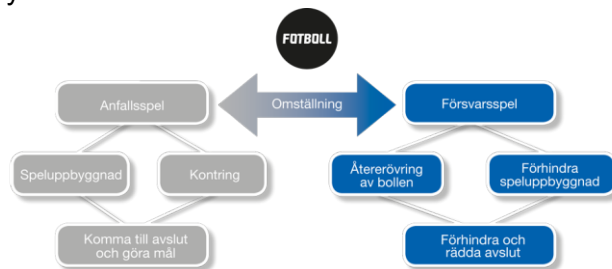 FOTBOLL
Anfallsspel
Omställning
Försvarsspel
Speluppbyggnad
Kontring
Återerövring
av bollen
Förhindra
speluppbyggnad
Komma till avslut
och göra mål
Förhindra och
rädda avslut